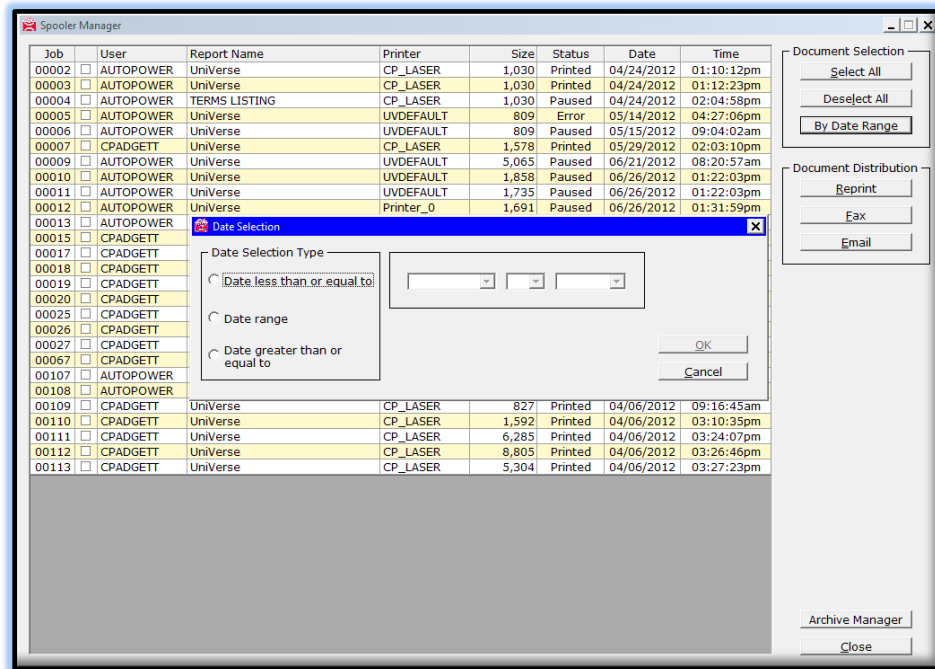 Spooler Manager
Job User Report Name Printer Size Status Date Time
00002 AUTOPOWER UniVerse CP_LASER 1,030 Printed 04/24/2012 01:10:12pm
00003 AUTOPOWER UniVerse CP_LASER 1,030 Printed 04/24/2012 01:12:23pm
00004 AUTOPOWER TERMS LISTING CP_LASER 1,030 Paused 04/24/2012 02:04:58pm
00005 AUTOPOWER UniVerse UVDEFAULT 809 Error 05/14/2012 04:27:06pm
00006 AUTOPOWER UniVerse UVDEFAULT 809 Paused 05/15/2012 09:04:02am
00007 CPADGETT UniVerse CP_LASER 1,578 Printed 05/29/2012 02:03:10pm
00009 AUTOPOWER UniVerse UVDEFAULT 5,065 Paused 06/21/2012 08:20:57am
00010 AUTOPOWER UniVerse UVDEFAULT 1,858 Paused 06/26/2012 01:22:03pm
00011 AUTOPOWER UniVerse UVDEFAULT 1,735 Paused 06/26/2012 01:22:03pm
00012 AUTOPOWER UniVerse Printer_0 1,691 Paused 06/26/2012 01:31:59pm
00013 AUTOPOWER
00015 CPADGETT
00017 CPADGETT
00018 CPADGETT
00019 CPADGETT
00020 CPADGETT
00025 CPADGETT
00026 CPADGETT
00027 CPADGETT
00067 CPADGETT
00107 AUTOPOWER
00108 AUTOPOWER
00109 CPADGETT UniVerse CP_LASER 827 Printed 04/06/2012 09:16:45am
00110 CPADGETT UniVerse CP_LASER 1,592 Printed 04/06/2012 03:10:35pm
00111 CPADGETT UniVerse CP_LASER 6,285 Printed 04/06/2012 03:24:07pm
00112 CPADGETT UniVerse CP_LASER 8,805 Printed 04/06/2012 03:26:46pm
00113 CPADGETT UniVerse CP_LASER 5,304 Printed 04/06/2012 03:27:23pm
Date Selection
Date Selection Type
Date less than or equal to
Date range
Date greater than or
equal to
OK
Cancel
Document Selection
Select All
Deselect All
By Date Range
Document Distribution
Reprint
Fax
Email
Archive Manager
Close